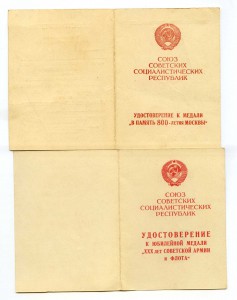 СОЮЗ
СОВЕТСКИХ
СОЦИАЛИСТИЧЕСКИХ
РЕСПУБЛИК
УДОСТОВЕРЕНИЕ К МЕДАЛИ
„В ПАМЯТЬ 800-летия МОСКВЫ“
СОЮЗ
СОВЕТСКИХ
СОЦИАЛИСТИЧЕСКИХ
РЕСПУБЛИК
УДОСТОВЕРЕНИЕ
К ЮБИЛЕЙНОЙ МЕДАЛИ
„XXX лет СОВЕТСКОЙ АРМИИ
и ФЛОТА“